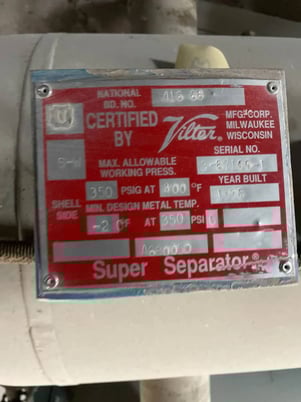 NATIONAL
BD. NO.
U
CERTIFIED
BY
Vilter®
MFG. CORP.
MILWAUKEE
WISCONSIN
SERIAL NO.
S-W
MAX. ALLOWABLE
WORKING PRESS.
350 PSIG AT 400 °F
YEAR BUILT
SHELL
SIDE
MIN. DESIGN METAL TEMP.
-20F AT 350 PSI G
Super Separator®